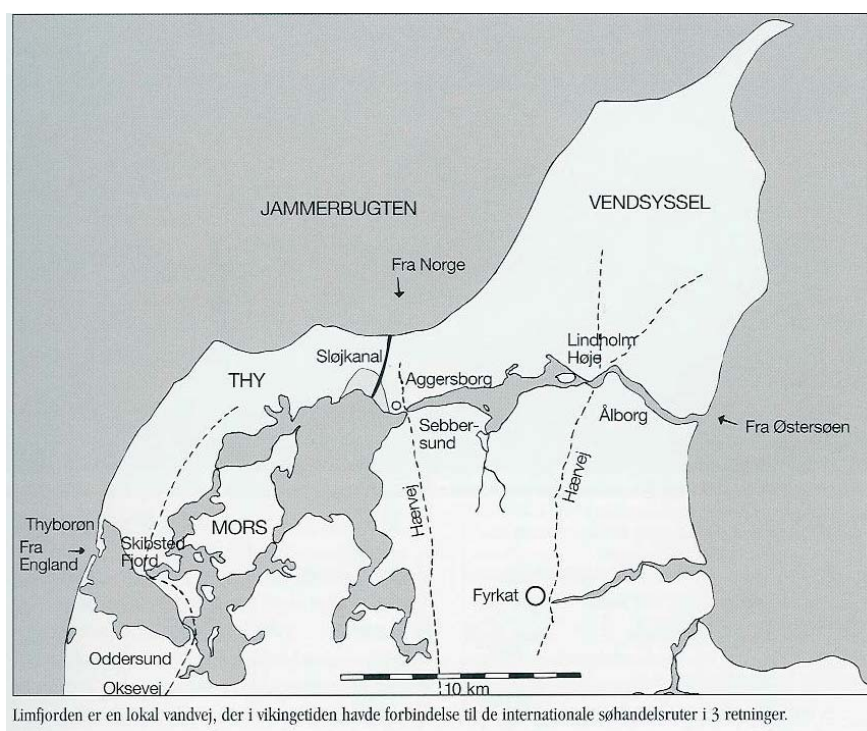 JAMMERBUGTEN
VENDSYSSEL
Fra Norge
Sløjkanal
THY
Aggersborg
Lindholm
Høje
Sebber-
sund
Ålborg
Fra Østersøen
Hærvej
Hærvej
MORS
Thyborøn
Fra
England
Skibsted
Fjord
Fyrkat
Oddersund
Oksevej
10 km
Limfjorden er en lokal vandvej, der i vikingetiden havde forbindelse til de internationale søhandelsruter i 3 retninger.